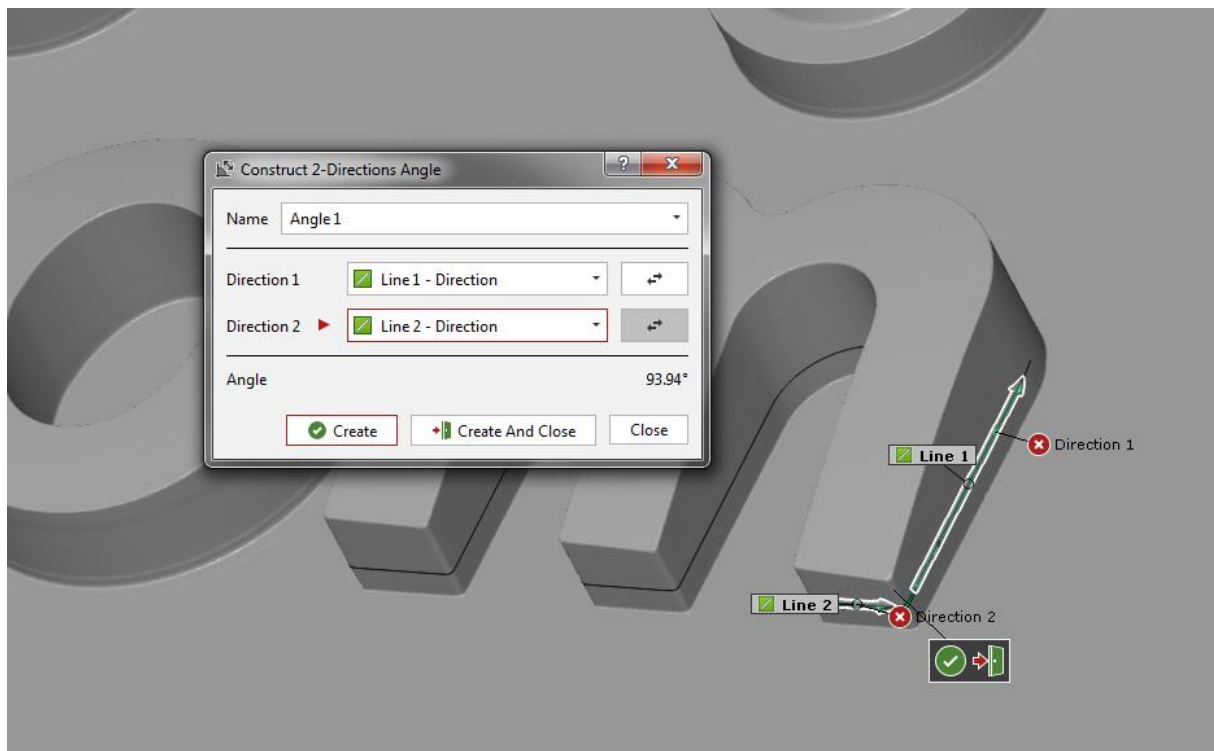 Construct 2-Directions Angle
?
Name Angle 1
Direction 1 Line 1 - Direction
Direction 2 Line 2 - Direction
Angle 93.94°
Create Create And Close Close
Direction 1
Line 1
Line 2
Direction 2